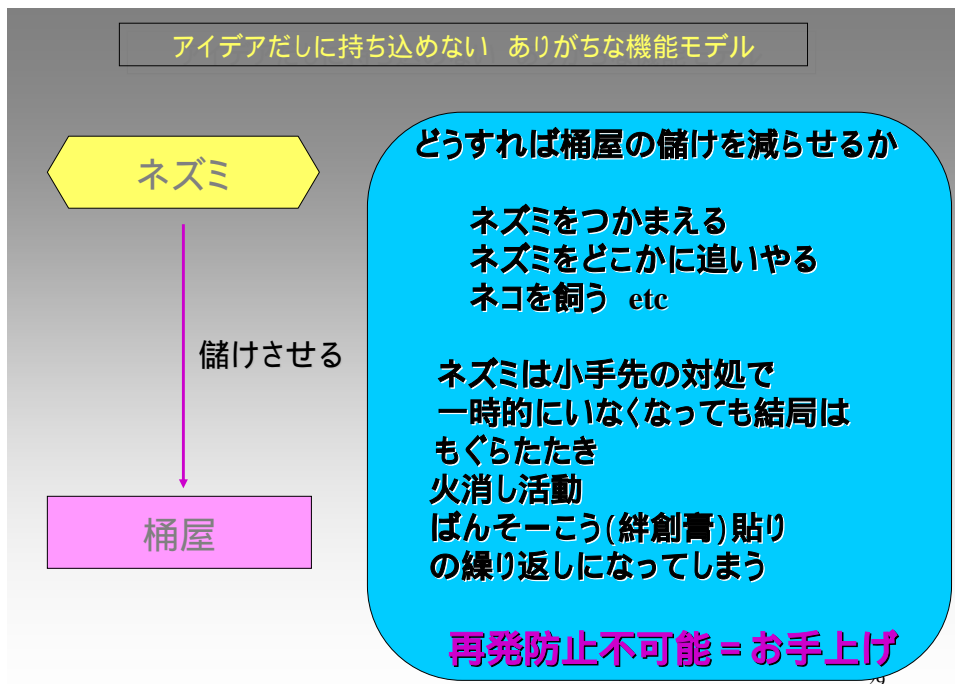 アイデアだしに持ち込めない ありがちな機能モデル
ネズミ
儲けさせる
桶屋
どうすれば桶屋の儲けを減らせるか
ネズミをつかまえる
ネズミをどこかに追いやる
ネコを飼う etc
ネズミは小手先の対処で
一時的にいなくなっても結局は
もぐらたたき
火消し活動
ばんそーこう(絆創膏)貼り
の繰り返しになってしまう
再発防止不可能=お手上げ